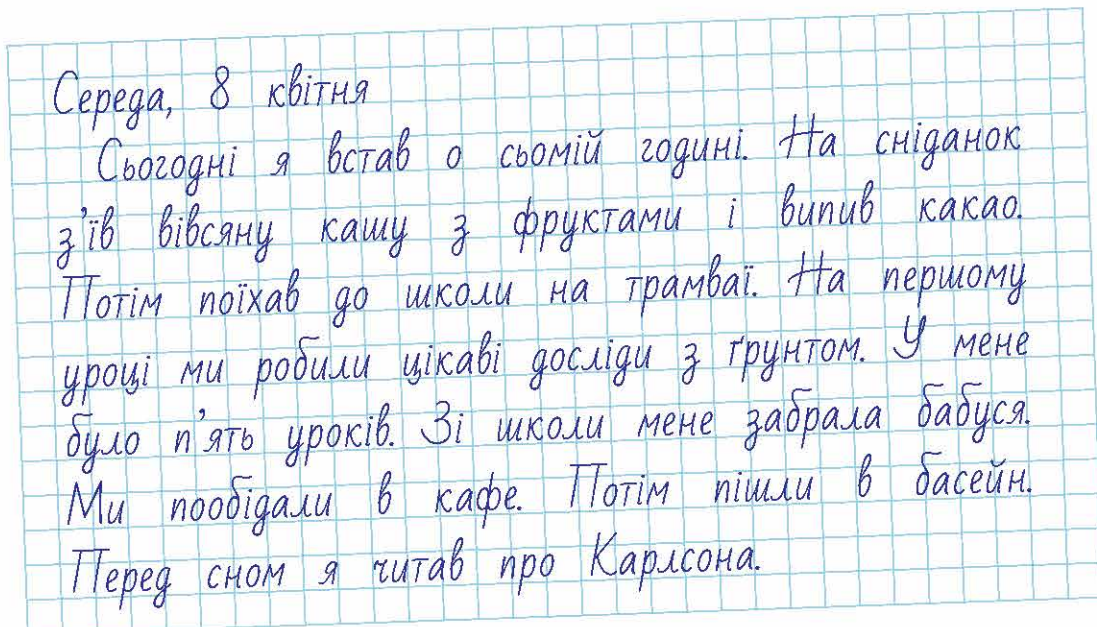 Середа, 8 квітня
Сьогодні я встав о сьомій годині. На сніданок
з'їв вівсяну кашу з фруктами і випив какао.
Потім поїхав до школи на трамваї. На першому
уроці ми робили цікаві досліди з ґрунтом. У мене
було п'ять уроків. Зі школи мене забрала бабуся.
Ми пообідали в кафе. Потім пішли в басейн.
Перед сном я читав про Карлсона.